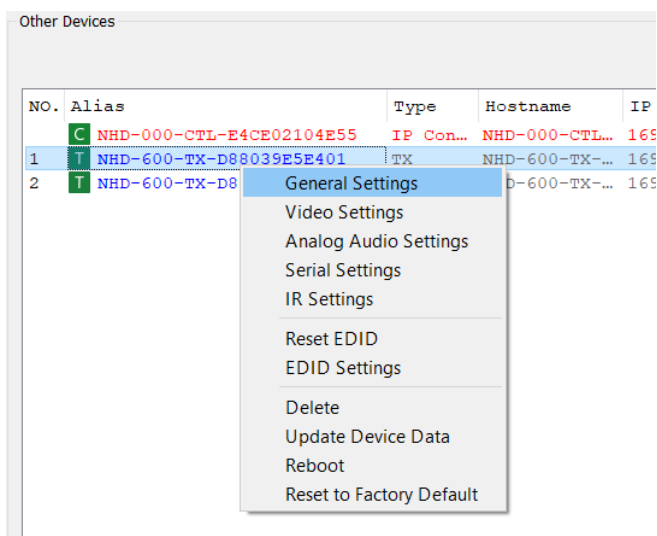 Other Devices
NO. Alias Type Hostname IP
C NHD-000-CTL-E4CE02104E55 IP Con… NHD-000-CTL… 169
1 T NHD-600-TX-D88039E5E401 TX NHD-600-TX-… 169
2 T NHD-600-TX-D8 D-600-TX-… 169
General Settings
Video Settings
Analog Audio Settings
Serial Settings
IR Settings
Reset EDID
EDID Settings
Delete
Update Device Data
Reboot
Reset to Factory Default